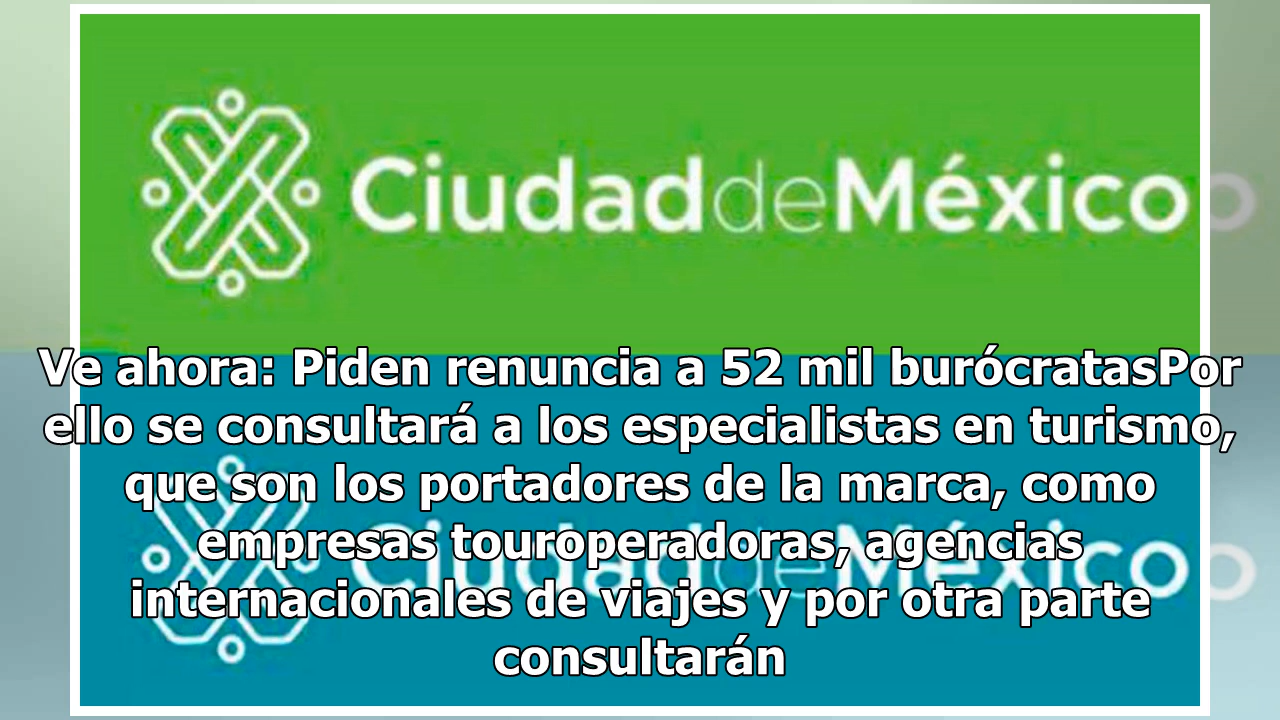 CiudaddeMéxico
Ve ahora: Piden renuncia a 52 mil burócratasPor
ello se consultará a los especialistas en turismo,
que son los portadores de la marca, como
empresas touroperadoras, agencias
internacionales de viajes y por otra parte
consultarán
CiudaddeMéxico